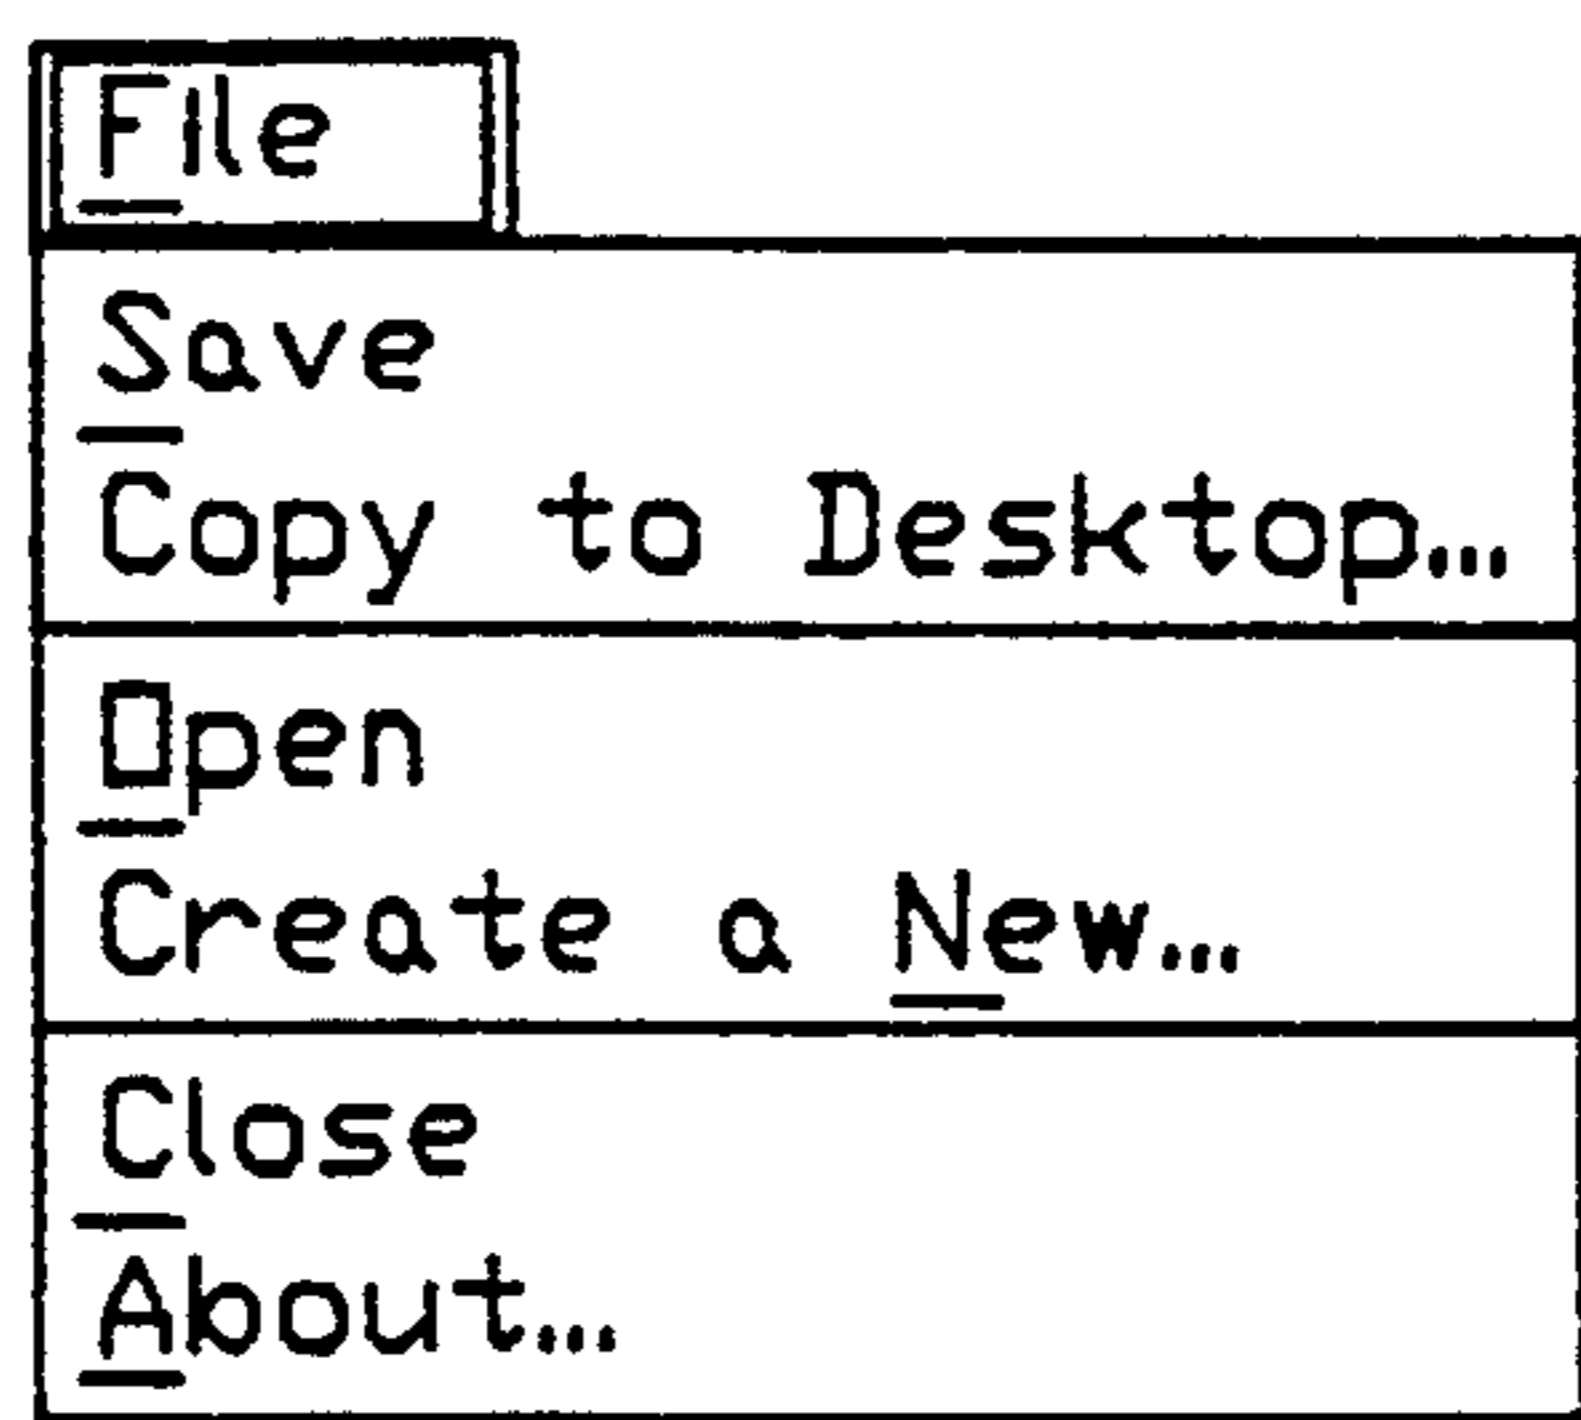 File
Save
Copy to Desktop...
Open
Create a New...
Close
About...